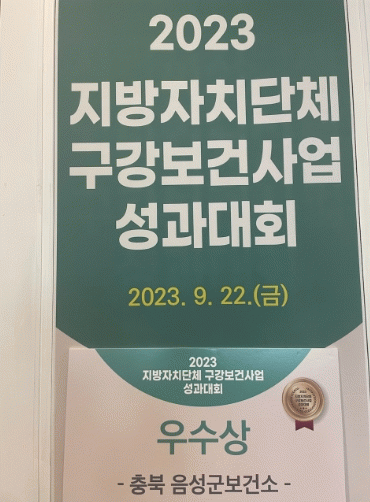 2023
지방자치단체
구강보건사업
성과대회
2023. 9. 22.(금)
2023
지방자치단체 구강보건사업
성과대회
우수상
- 충북 음성군보건소 -